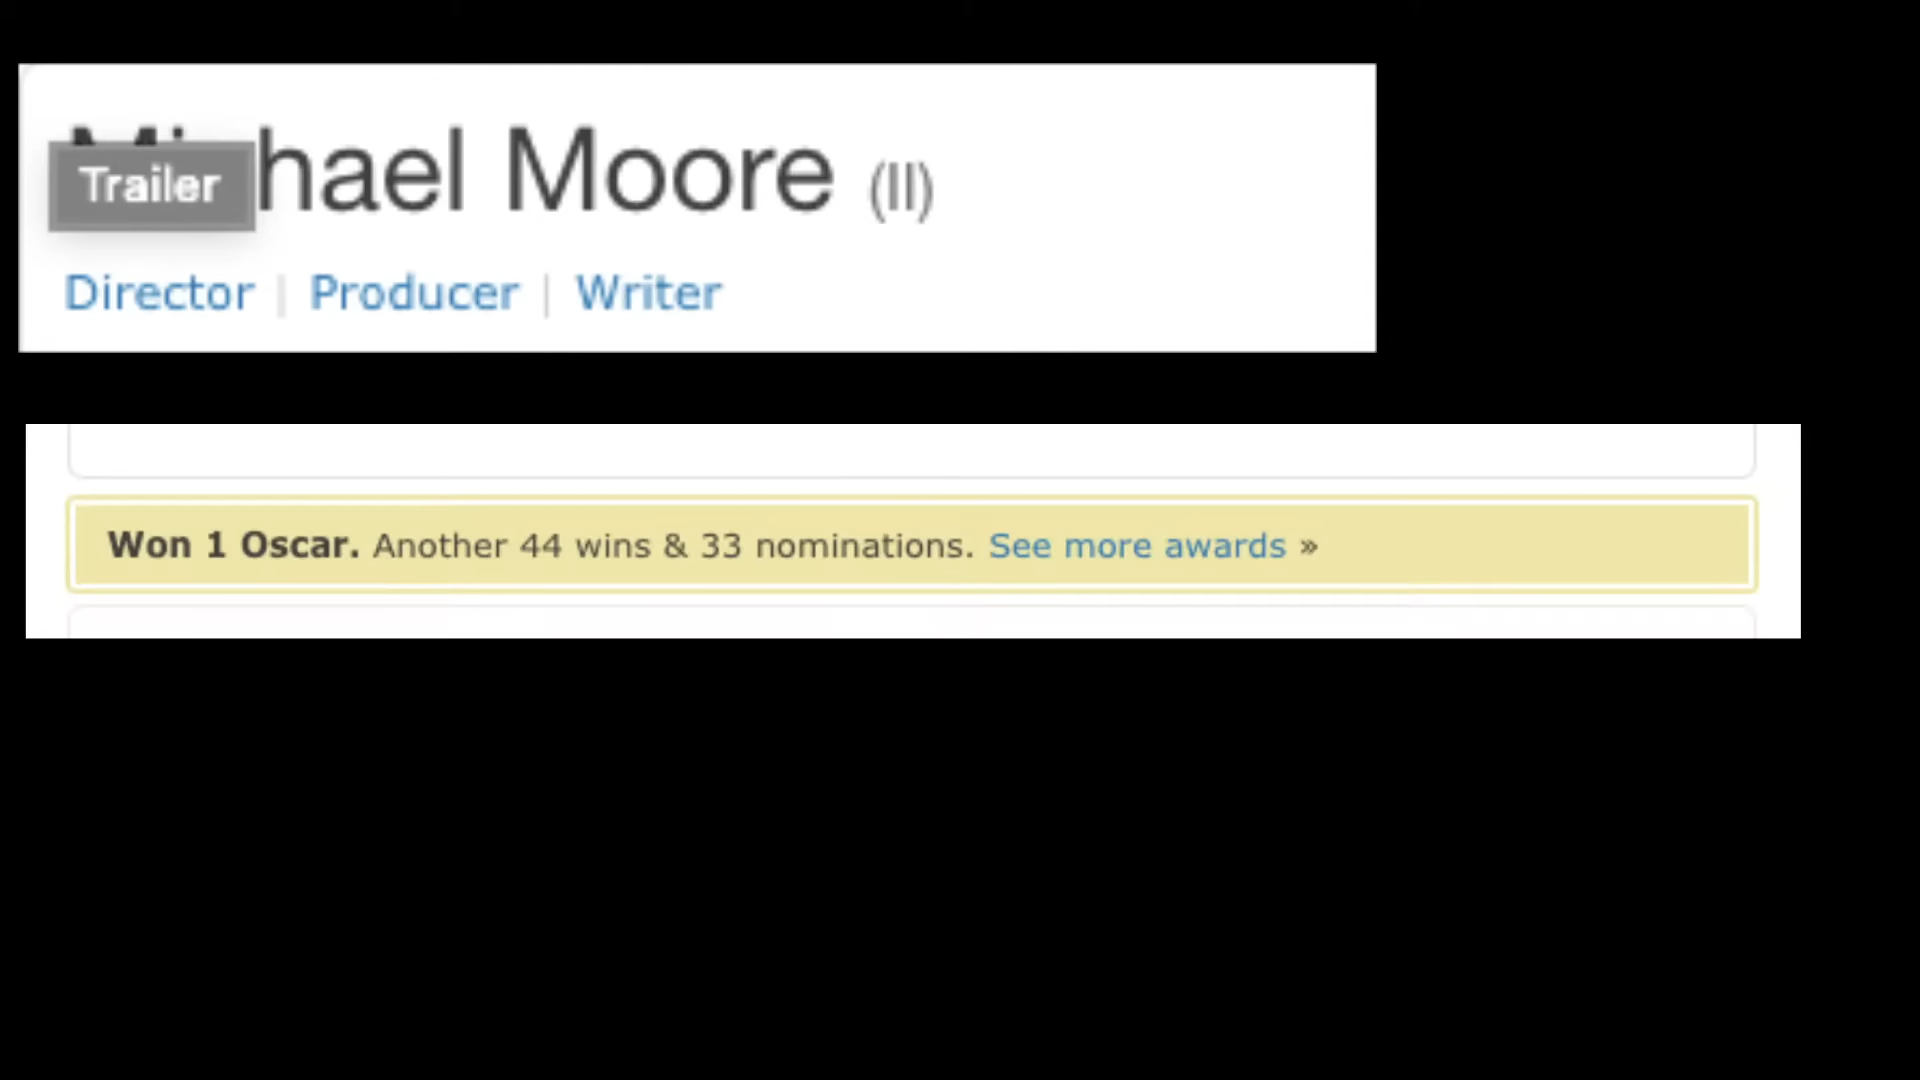 Trailer
hael Moore (II)
Director | Producer | Writer
Won 1 Oscar. Another 44 wins & 33 nominations. See more awards »